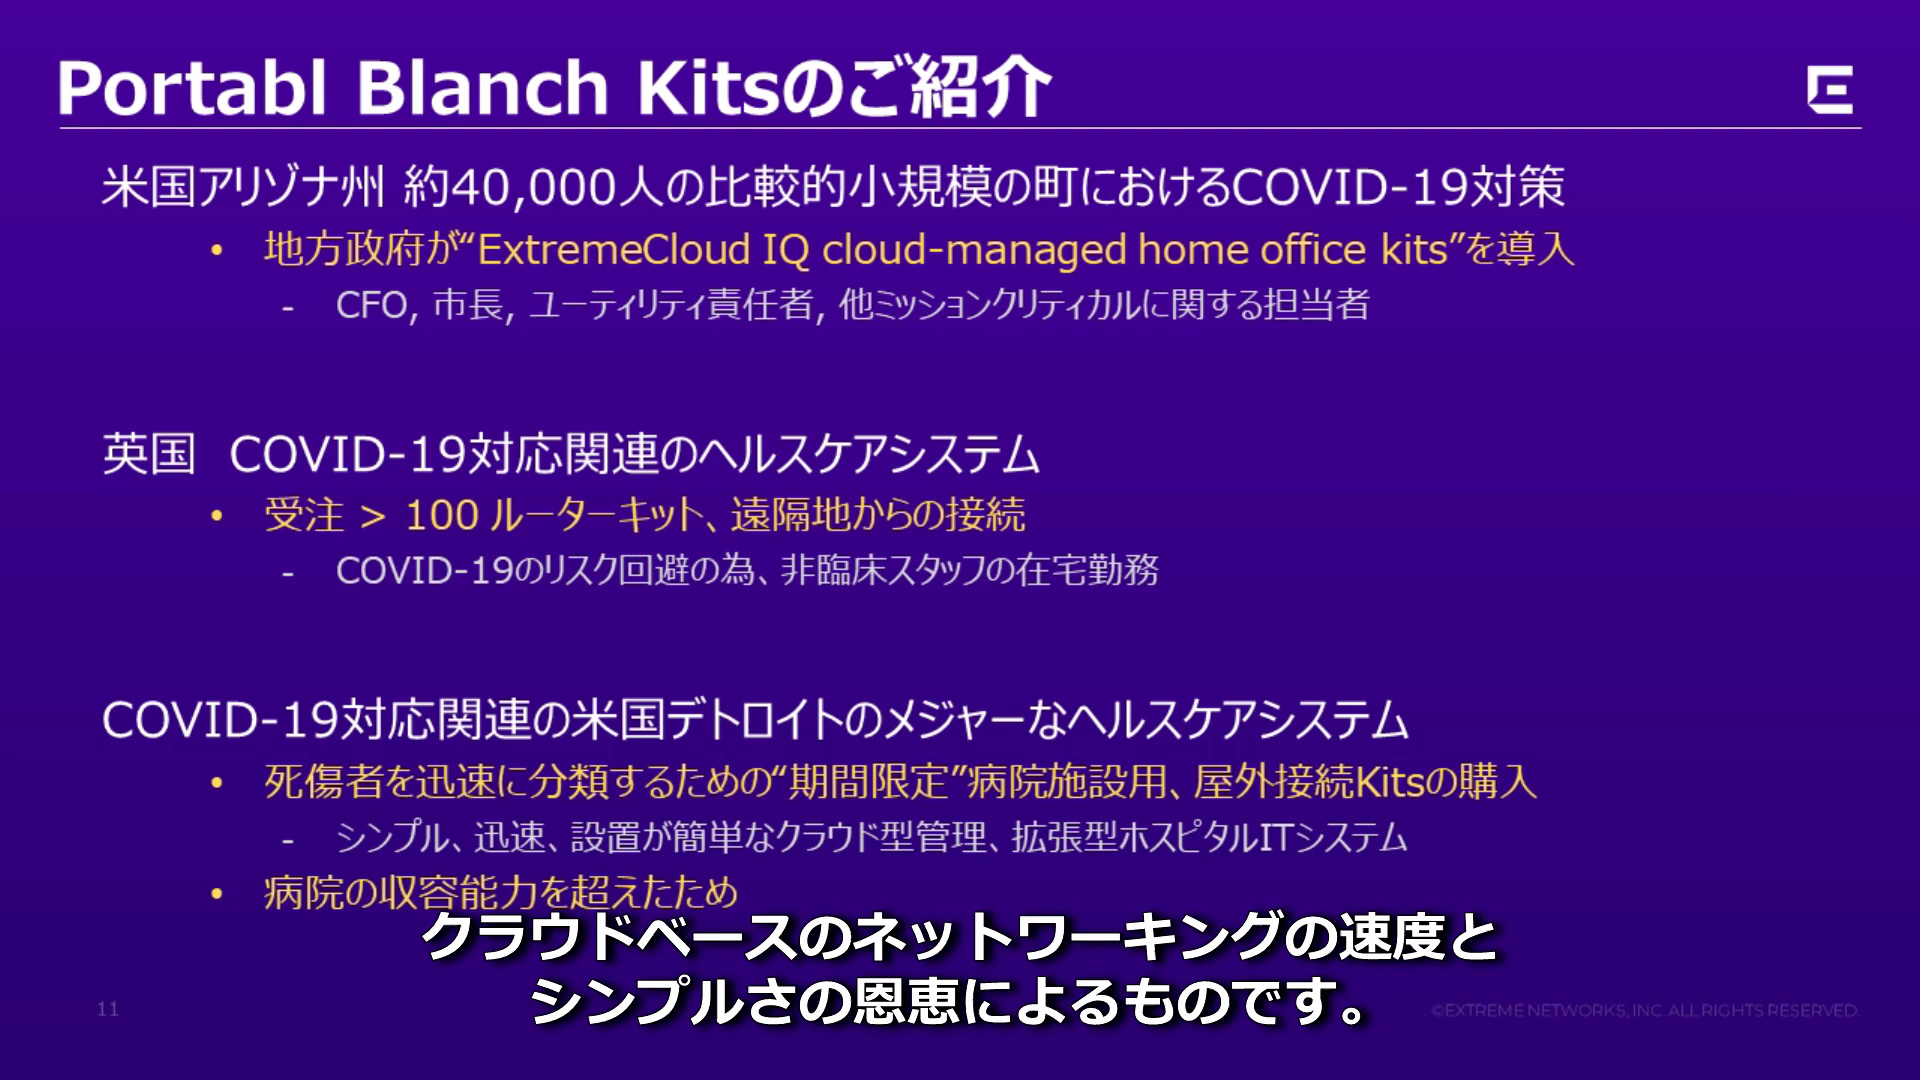 Portabl Blanch Kitsのご紹介
米国アリゾナ州 約40,000人の比較的小規模の町におけるCOVID-19対策
• 地方政府が“ExtremeCloud IQ cloud-managed home office kits”を導入
- CFO, 市長, ユーティリティ責任者, 他ミッションクリティカルに関する担当者
英国 COVID-19対応関連のヘルスケアシステム
• 受注 > 100 ルーターキット、遠隔地からの接続
- COVID-19のリスク回避の為、非臨床スタッフの在宅勤務
COVID-19対応関連の米国デトロイトのメジャーなヘルスケアシステム
• 死傷者を迅速に分類するための“期間限定”病院施設用、屋外接続Kitsの購入
- シンプル、迅速、設置が簡単なクラウド型管理、拡張型ホスピタルITシステム
• 病院の収容能力を超えたため
クラウドベースのネットワーキングの速度と
シンプルさの恩恵によるものです。
11
. ©EXTREME NETWORKS, INC. ALL RIGHTS RESERVED.